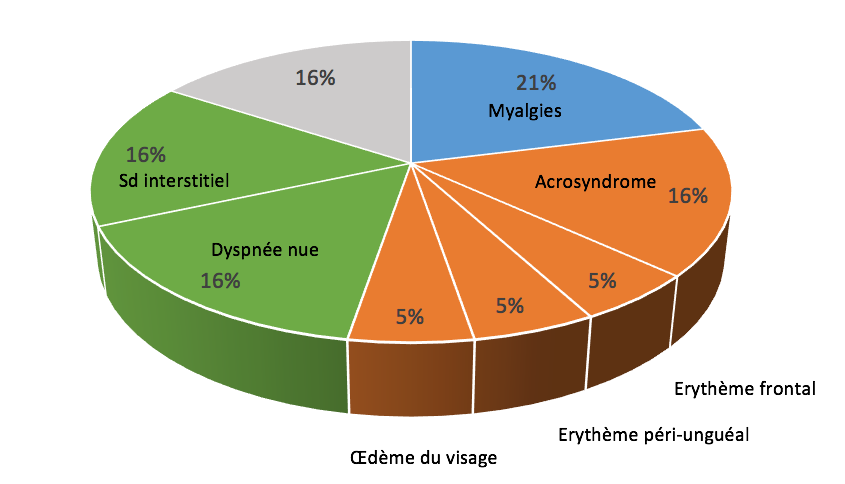 16%
21%
Myalgies
16%
Sd interstitiel
Acrosyndrome
16%
Dyspnée nue
16%
5%
5%
5%
Erythème frontal
Erythème péri-unguéal
Œdème du visage